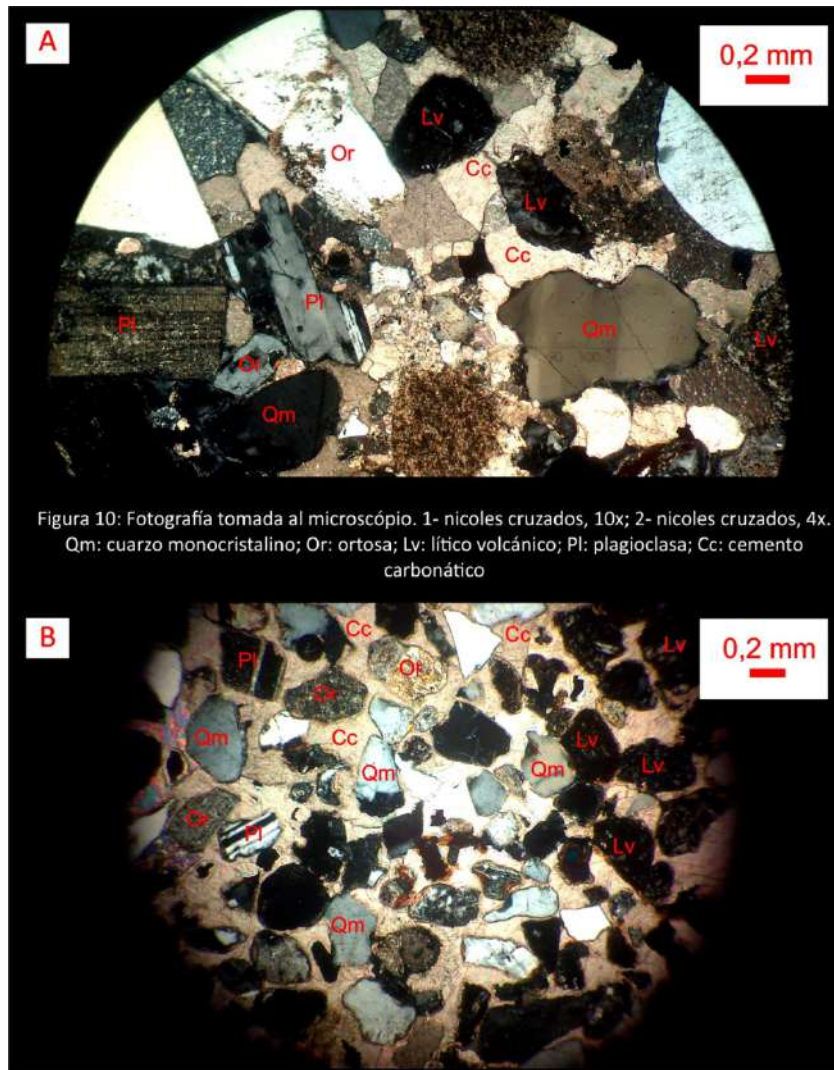 A
0,2 mm
Lv
Or
Cc
Lv
Cc
Pl
Pl
Qm
Lv
Or
Qm
Figura 10: Fotografía tomada al microscópio. 1- nicoles cruzados, 10x; 2- nicoles cruzados, 4x.
Qm: cuarzo monocristalino; Or: ortosa; Lv: lítico volcánico; Pl: plagioclasa; Cc: cemento
carbonático
B
0,2 mm
Cc
Cc
Lv
Pl
Or
Or
Qm
Cc
Lv
Qm
Qm
Lv
Or
Pl
Lv
Qm